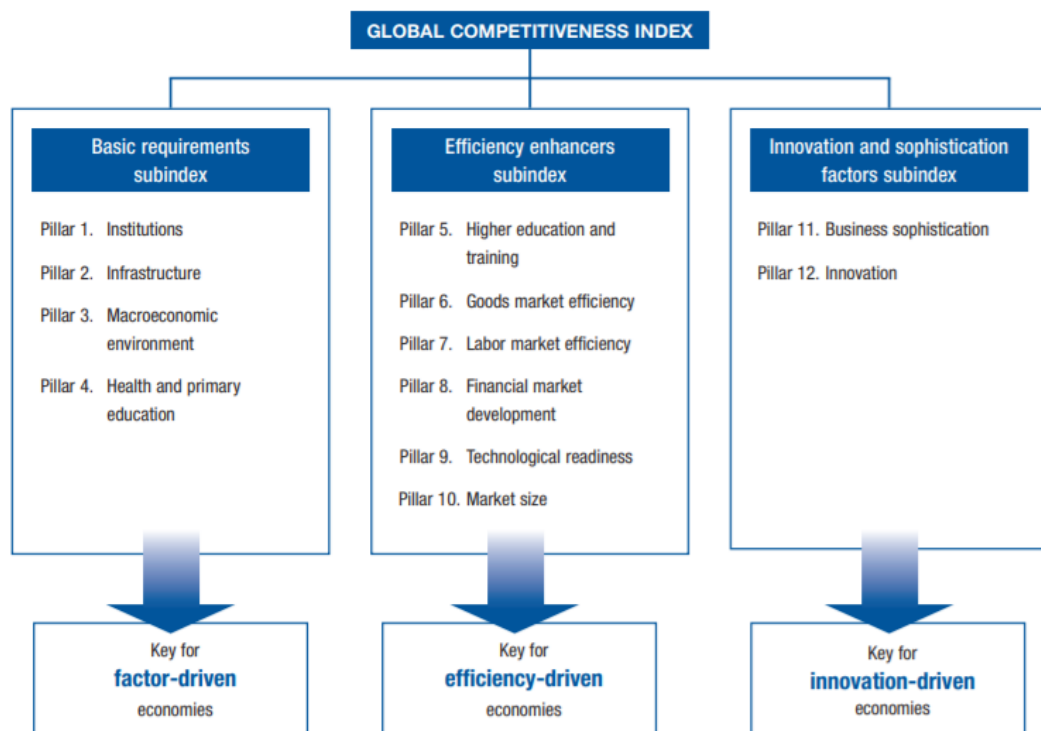 GLOBAL COMPETITIVENESS INDEX
Basic requirements
subindex
Pillar 1. Institutions
Pillar 2. Infrastructure
Pillar 3. Macroeconomic
environment
Pillar 4. Health and primary
education
Key for
factor-driven
economies
Efficiency enhancers
subindex
Pillar 5. Higher education and
training
Pillar 6. Goods market efficiency
Pillar 7. Labor market efficiency
Pillar 8. Financial market
development
Pillar 9. Technological readiness
Pillar 10. Market size
Key for
efficiency-driven
economies
Innovation and sophistication
factors subindex
Pillar 11. Business sophistication
Pillar 12. Innovation
Key for
innovation-driven
economies